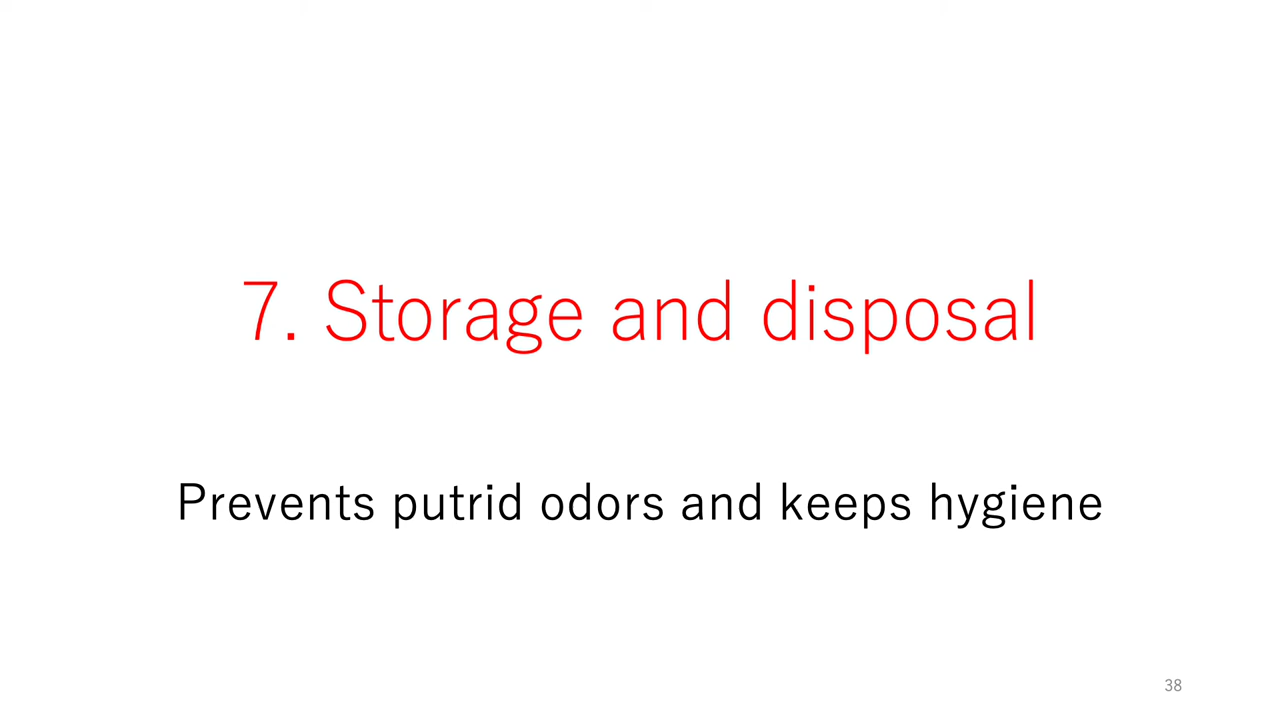 7. Storage and disposal
Prevents putrid odors and keeps hygiene
38